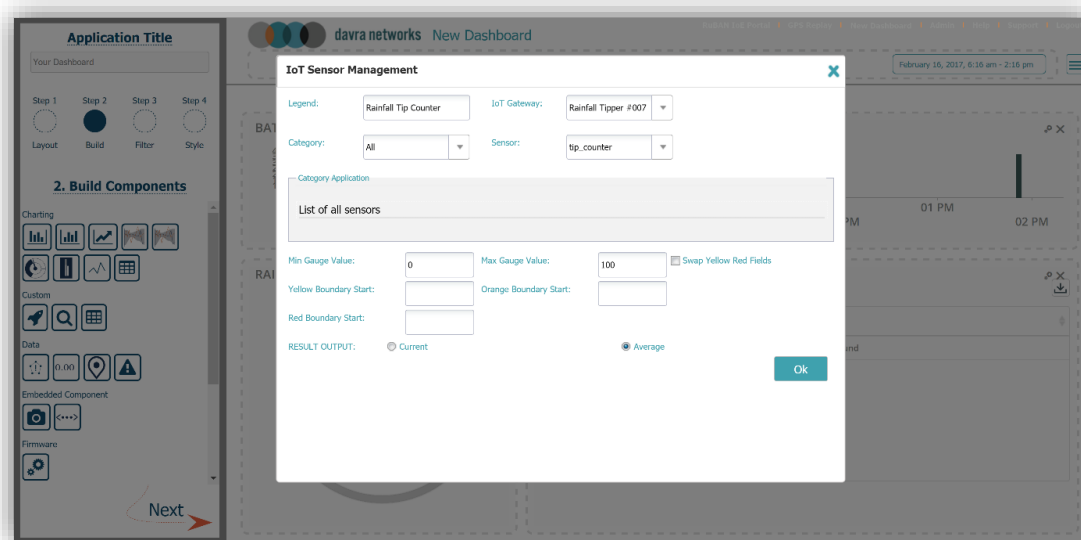 Application Title
Your Dashboard
Step 1 Step 2 Step 3 Step 4
Layout Build Filter Style
2. Build Components
Charting
Custom
Data
0.00
Embedded Component
Firmware
Next
davra networks New Dashboard
February 16, 2017, 6:16 am - 2:16 pm
IoT Sensor Management
Legend: Rainfall Tip Counter IoT Gateway: Rainfall Tipper #007
Category: All Sensor: tip_counter
Category Application
List of all sensors
Min Gauge Value: 0 Max Gauge Value: 100 Swap Yellow Red Fields
Yellow Boundary Start: Orange Boundary Start:
Red Boundary Start:
RESULT OUTPUT: Current Average
Ok
BAT
01 PM
PM 02 PM
RAI